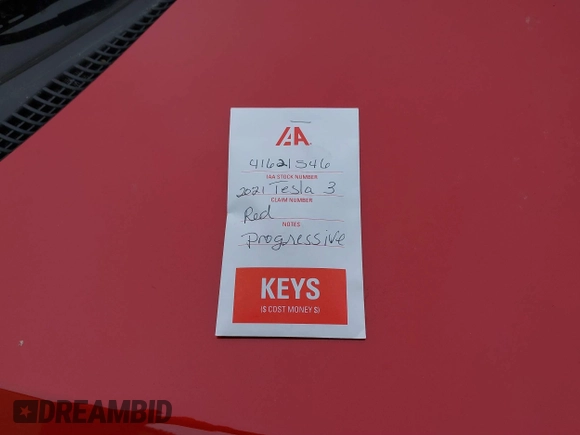 IAA
41621546
IAA STOCK NUMBER
2021 Tesla 3
CLAIM NUMBER
Red
NOTES
Progressive
KEYS
($ COST MONEY $)
DREAMBID